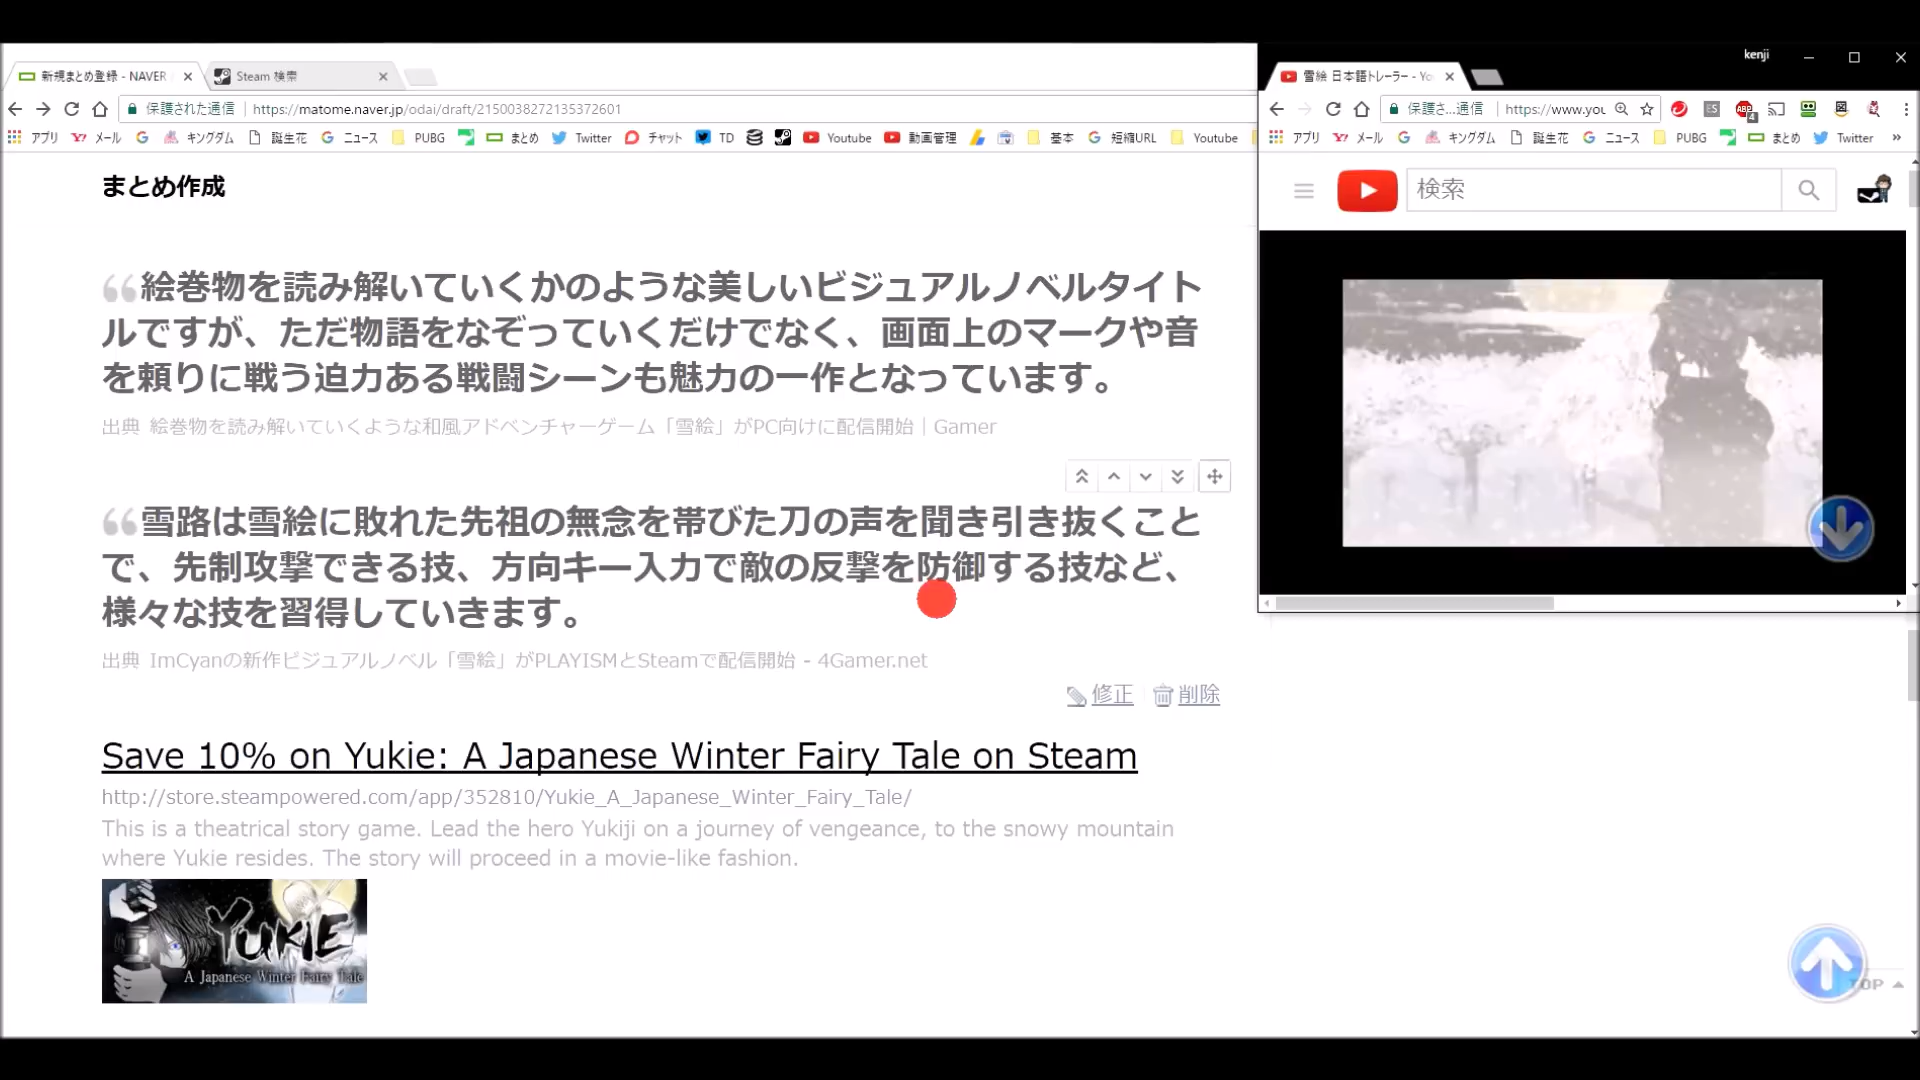 kenji
新規まとめ登録 - NAVER
Steam 検索
雪絵 日本語トレーラー - Yo
保護された通信 https://matome.naver.jp/odai/draft/2150038272135372601
保護さ...通信 https://www.you
アプリ メール キングダム 誕生花 ニュース PUBG まとめ Twitter チャット TD Youtube 動画管理 基本 短縮URL Youtube
アプリ メール キングダム 誕生花 ニュース PUBG まとめ Twitter »
検索
まとめ作成
絵巻物を読み解いていくかのような美しいビジュアルノベルタイト
ルですが、ただ物語をなぞっていくだけでなく、画面上のマークや音
を頼りに戦う迫力ある戦闘シーンも魅力の一作となっています。
出典 絵巻物を読み解いていくような和風アドベンチャーゲーム「雪絵」がPC向けに配信開始｜Gamer
雪路は雪絵に敗れた先祖の無念を帯びた刀の声を聞き引き抜くこと
で、先制攻撃できる技、方向キー入力で敵の反撃を防御する技など、
様々な技を習得していきます。
出典 ImCyanの新作ビジュアルノベル「雪絵」がPLAYISMとSteamで配信開始 - 4Gamer.net
修正 削除
Save 10% on Yukie: A Japanese Winter Fairy Tale on Steam
http://store.steampowered.com/app/352810/Yukie_A_Japanese_Winter_Fairy_Tale/
This is a theatrical story game. Lead the hero Yukiji on a journey of vengeance, to the snowy mountain
where Yukie resides. The story will proceed in a movie-like fashion.
YUKIE
A Japanese Winter Fairy Tale
TOP